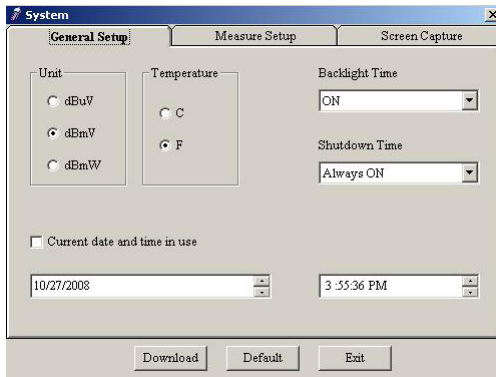 System
General Setup Measure Setup Screen Capture
Unit Temperature Backlight Time
dBuV
C
ON
dBmV
F
Shutdown Time
dBmW
Always ON
Current date and time in use
10/27/2008 3 :55:36 PM
Download Default Exit